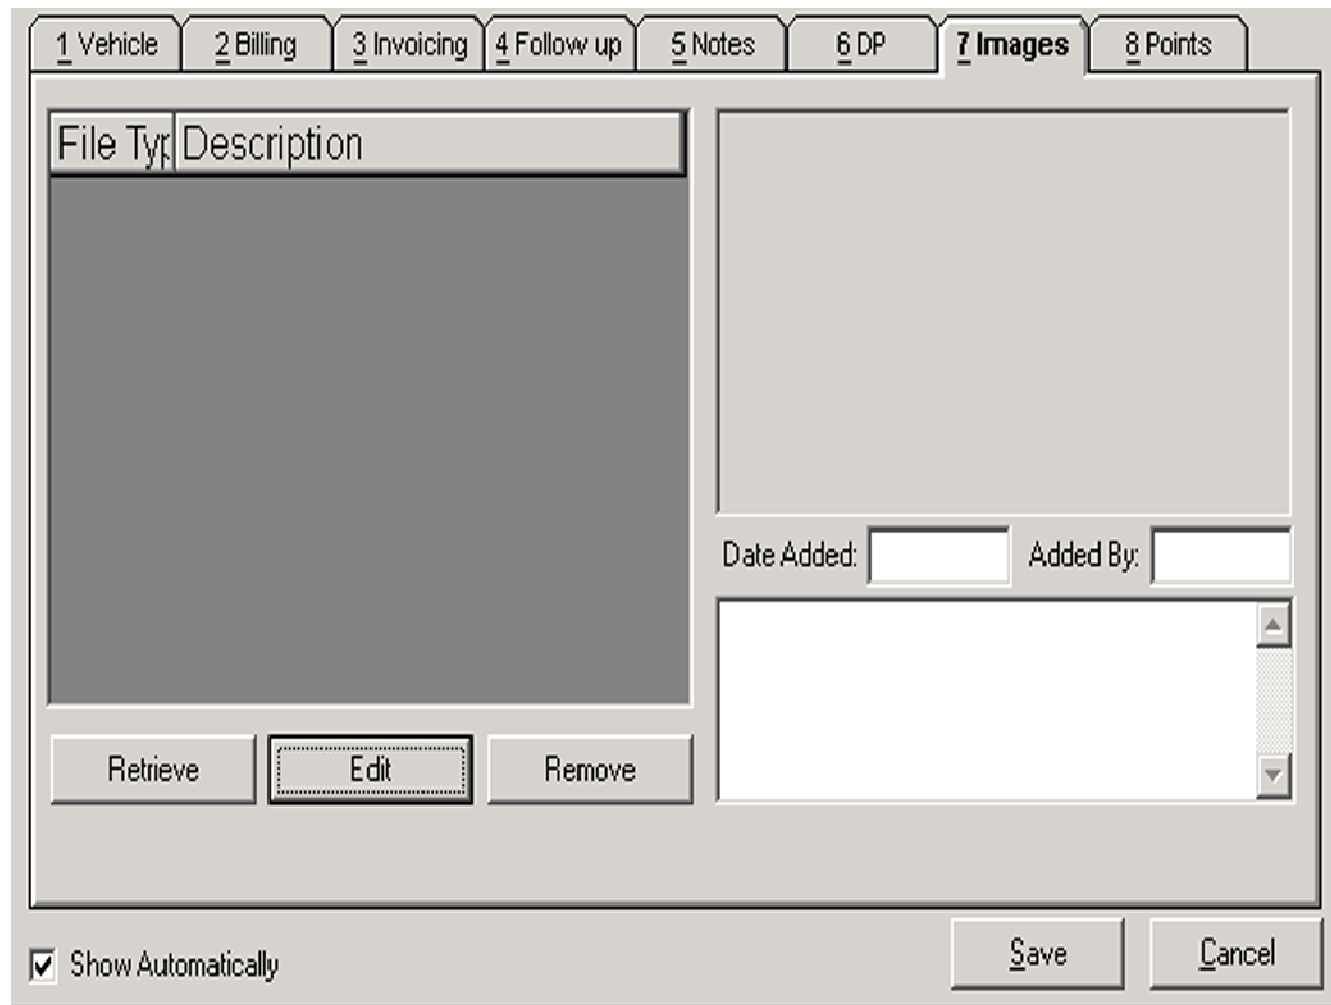 1 Vehicle 2 Billing 3 Invoicing 4 Follow up 5 Notes 6 DP 7 Images 8 Points
File Typ Description
Date Added: Added By:
Retrieve Edit Remove
Show Automatically Save Cancel